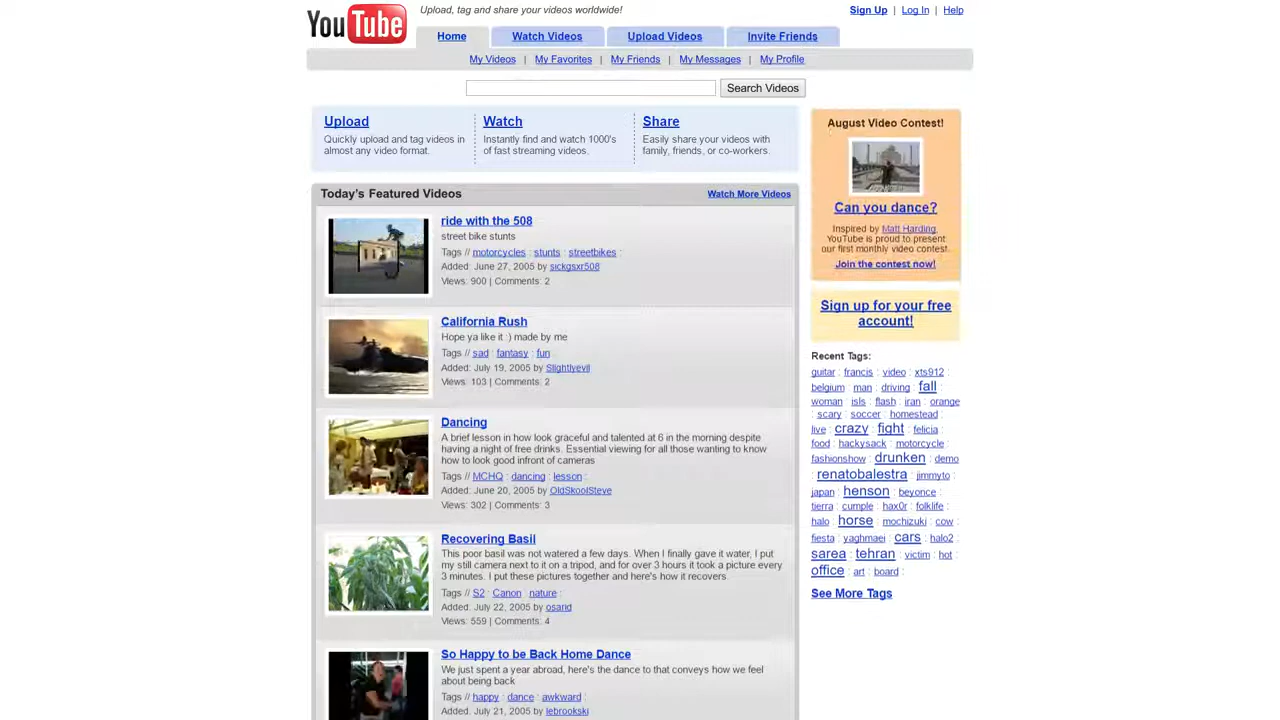 YouTube
Upload, tag and share your videos worldwide!
Sign Up | Log In | Help
Home
Watch Videos
Upload Videos
Invite Friends
My Videos | My Favorites | My Friends | My Messages | My Profile
Search Videos
Upload
Quickly upload and tag videos in
almost any video format.
Watch
Instantly find and watch 1000's
of fast streaming videos.
Share
Easily share your videos with
family, friends, or co-workers.
Today's Featured Videos
Watch More Videos
ride with the 508
street bike stunts
Tags // motorcycles : stunts : streetbikes :
Added: June 27, 2005 by sickgsxr508
Views: 900 | Comments: 2
California Rush
Hope ya like it :) made by me
Tags // sad : fantasy : fun
Added: July 19, 2005 by Slightlyevil
Views: 103 | Comments: 2
Dancing
A brief lesson in how look graceful and talented at 6 in the morning despite
having a night of free drinks. Essential viewing for all those wanting to know
how to look good infront of cameras
Tags // MCHQ : dancing : lesson :
Added: June 20, 2005 by OldSkoolSteve
Views: 302 | Comments: 3
Recovering Basil
This poor basil was not watered a few days. When I finally gave it water, I put
my still camera next to it on a tripod, and for over 3 hours it took a picture every
3 minutes. I put these pictures together and here's how it recovers.
Tags // S2 : Canon : nature :
Added: July 22, 2005 by osarid
Views: 559 | Comments: 4
So Happy to be Back Home Dance
We just spent a year abroad, here's the dance to that conveys how we feel
about being back
Tags // happy : dance : awkward :
Added: July 21, 2005 by lebrookski
August Video Contest!
Can you dance?
Inspired by Matt Harding,
YouTube is proud to present
our first monthly video contest.
Join the contest now!
Sign up for your free
account!
Recent Tags:
guitar : francis : video : xts912 :
belgium : man : driving : fall :
woman : isls : flash : iran : orange
: scary : soccer : homestead :
live : crazy : fight : felicia :
food : hackysack : motorcycle :
fashionshow : drunken : demo
: renatobalestra : jimmyto :
japan : henson : beyonce :
tierra : cumple : hax0r : folklife :
halo : horse : mochizuki : cow :
fiesta : yaghmaei : cars : halo2 :
sarea : tehran : victim : hot :
office : art : board :
See More Tags